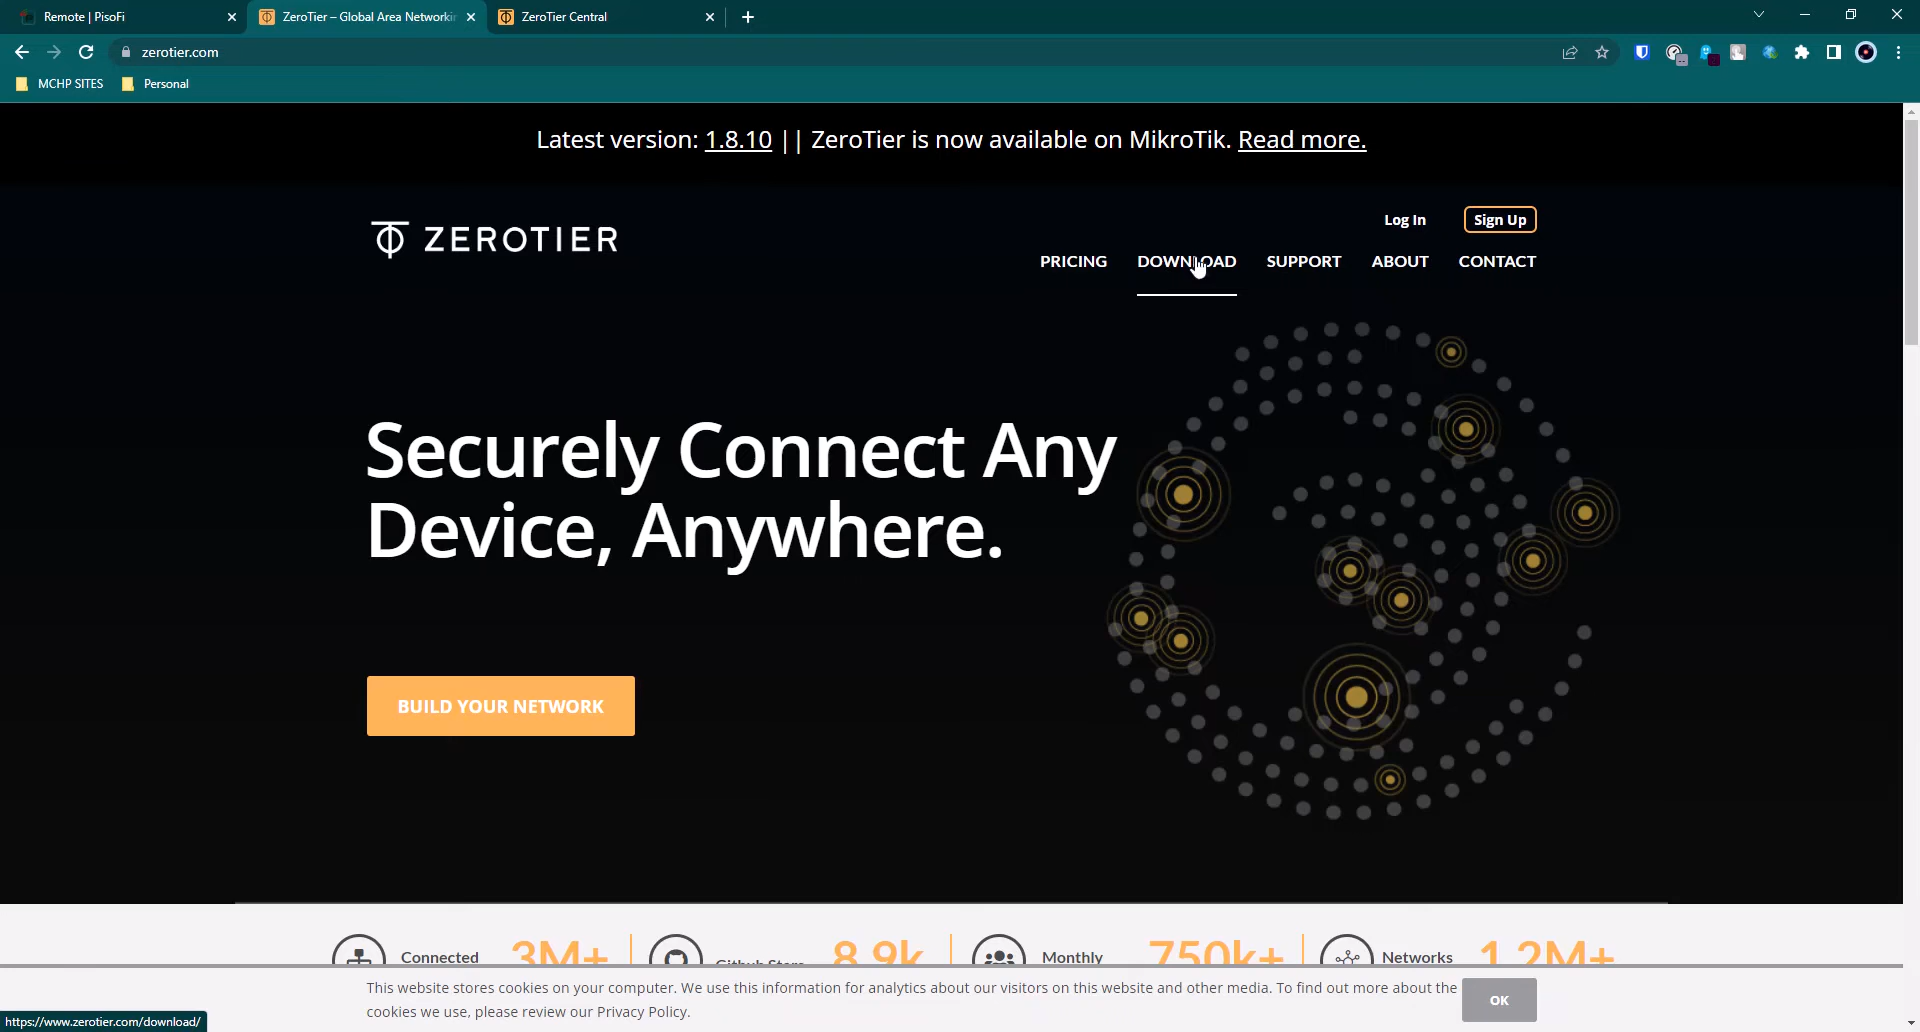 Remote | PisoFi
ZeroTier – Global Area Networkin
ZeroTier Central
zerotier.com
MCHP SITES
Personal
Latest version: 1.8.10 || ZeroTier is now available on MikroTik. Read more.
ZEROTIER
Log In
Sign Up
PRICING
DOWNLOAD
SUPPORT
ABOUT
CONTACT
Securely Connect Any
Device, Anywhere.
BUILD YOUR NETWORK
Connected
3M+
Github Stars
8.9k
Monthly
750k+
Networks
1.2M+
This website stores cookies on your computer. We use this information for analytics about our visitors on this website and other media. To find out more about the
cookies we use, please review our Privacy Policy.
OK
https://www.zerotier.com/download/